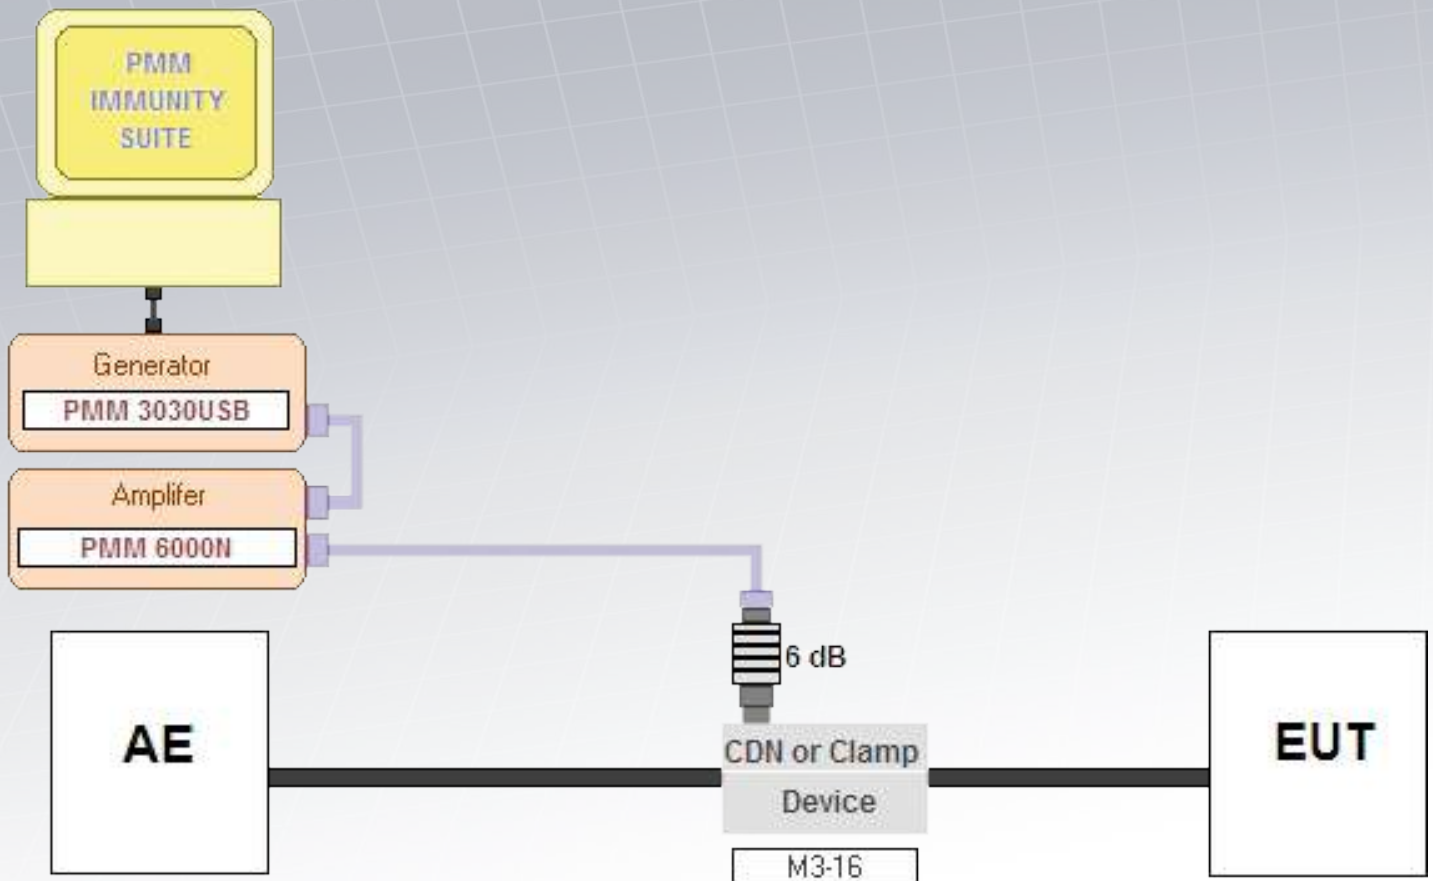 PMM
IMMUNITY
SUITE
Generator
PMM 3030USB
Amplifer
PMM 6000N
6 dB
AE
CDN or Clamp
Device
EUT
M3-16